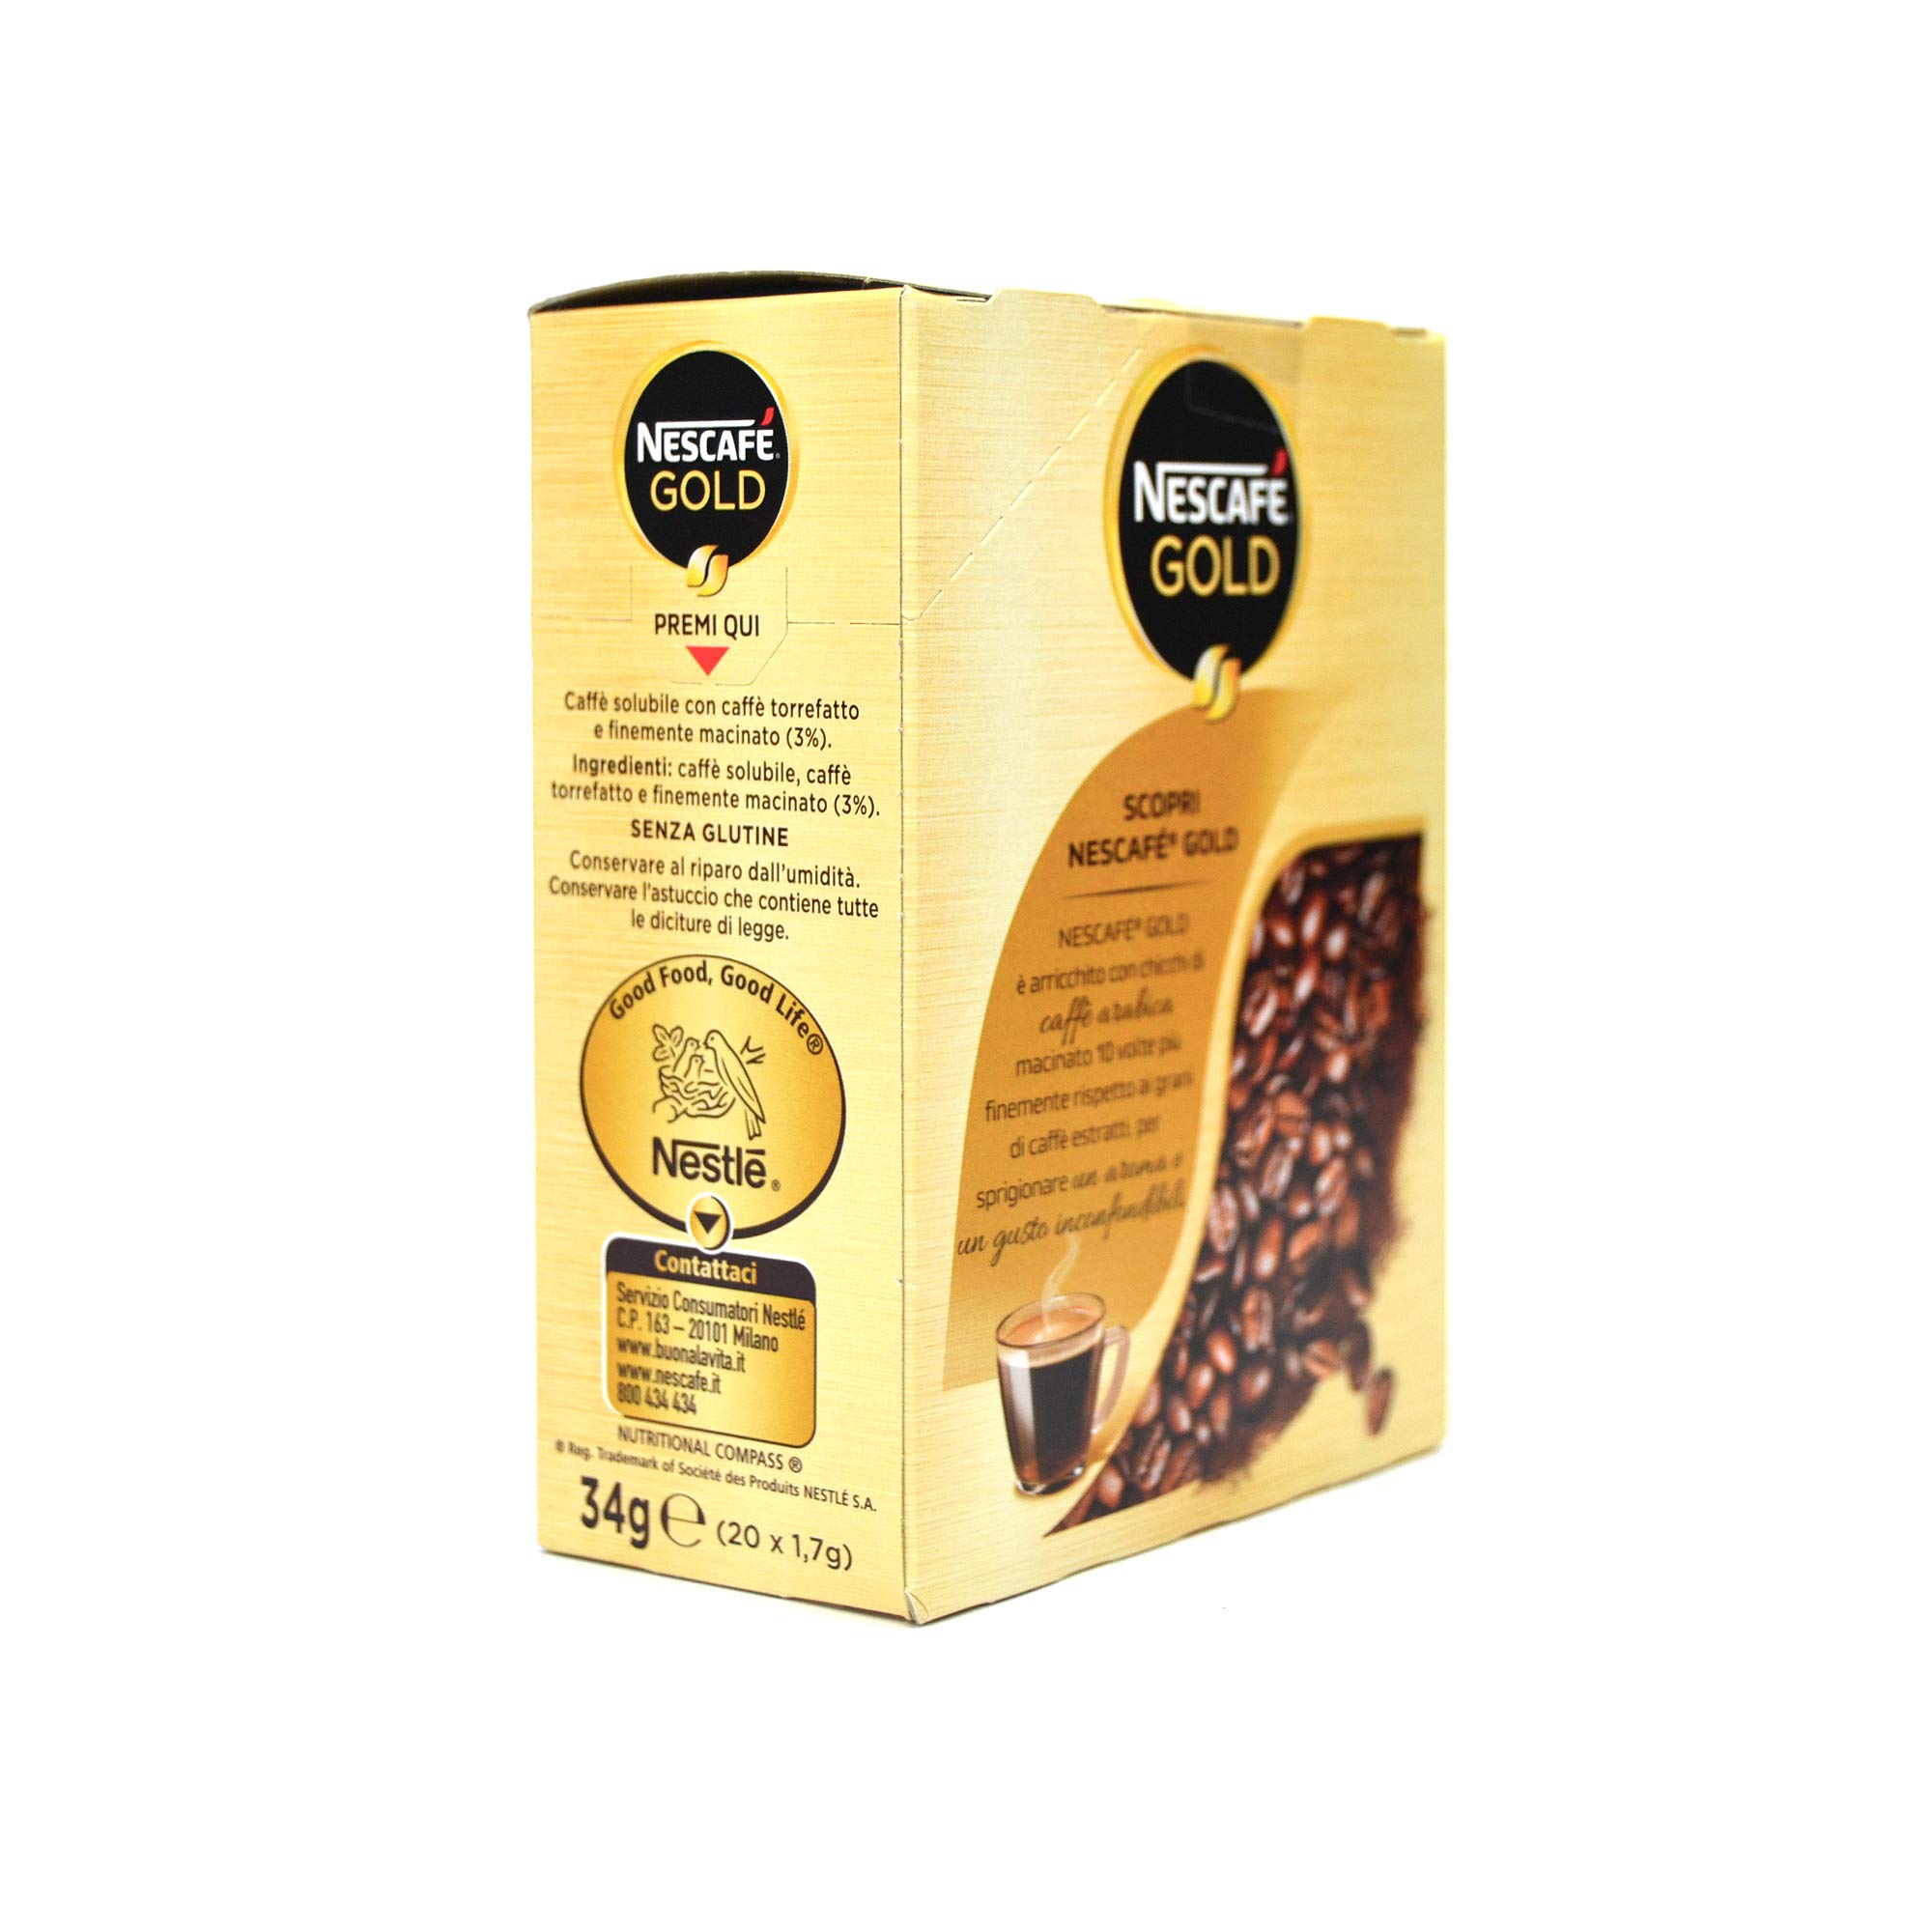 NESCAFÉ®
GOLD
PREMI QUI
Caffè solubile con caffè torrefatto
e finemente macinato (3%).
Ingredienti: caffè solubile, caffè
torrefatto e finemente macinato (3%).
SENZA GLUTINE
Conservare al riparo dall'umidità.
Conservare l'astuccio che contiene tutte
le diciture di legge.
Good Food, Good Life®
Nestlé®
Contattaci
Servizio Consumatori Nestlé
C.P. 163 – 20101 Milano
www.buonalavita.it
www.nescafe.it
800 434 434
NUTRITIONAL COMPASS ®
® Reg. Trademark of Société des Produits NESTLÉ S.A.
34g ℮ (20 x 1,7g)
NESCAFÉ
GOLD
SCOPRI
NESCAFÉ® GOLD
NESCAFÉ® GOLD
è arricchito con chicchi di
caffè arabica
macinato 10 volte più
finemente rispetto ai grani
di caffè estratti, per
sprigionare un aroma e
un gusto inconfondibili.